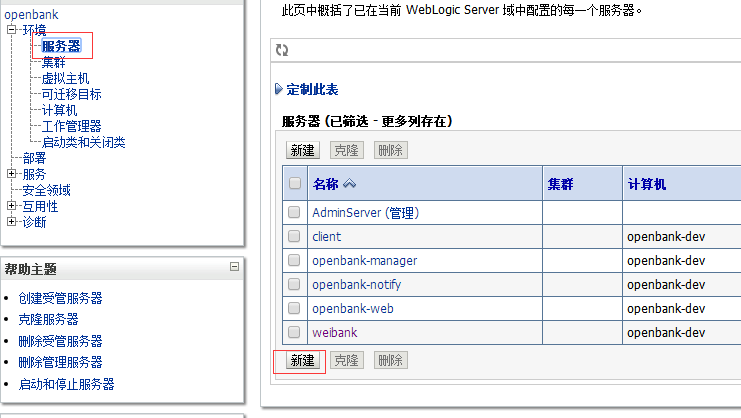 openbank
环境
服务器
集群
虚拟主机
可迁移目标
计算机
工作管理器
启动类和关闭类
部署
服务
安全领域
互用性
诊断
帮助主题
创建受管服务器
克隆服务器
删除受管服务器
删除管理服务器
启动和停止服务器
此页中概括了已在当前 WebLogic Server 域中配置的每一个服务器。
定制此表
服务器 (已筛选 - 更多列存在)
新建 克隆 删除
名称 集群 计算机
AdminServer (管理)
client openbank-dev
openbank-manager openbank-dev
openbank-notify openbank-dev
openbank-web openbank-dev
weibank openbank-dev
新建 克隆 删除